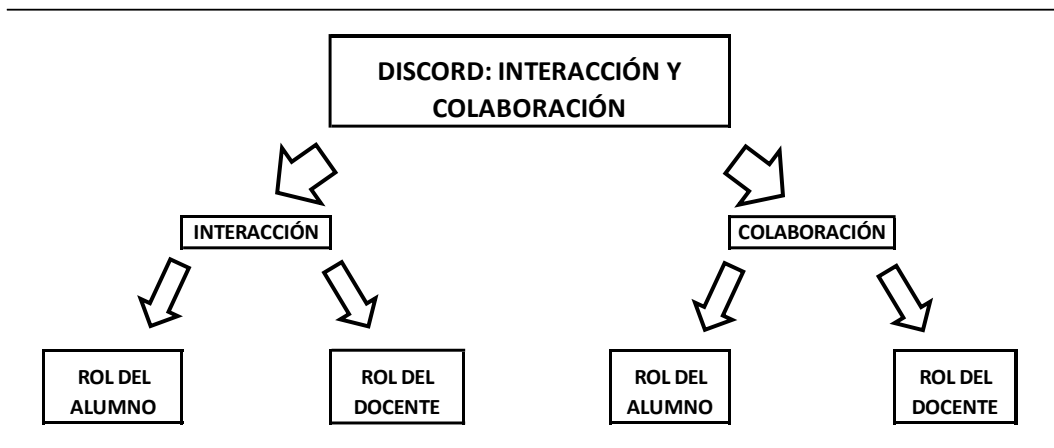 DISCORD: INTERACCIÓN Y
COLABORACIÓN
INTERACCIÓN
COLABORACIÓN
ROL DEL
ALUMNO
ROL DEL
DOCENTE
ROL DEL
ALUMNO
ROL DEL
DOCENTE